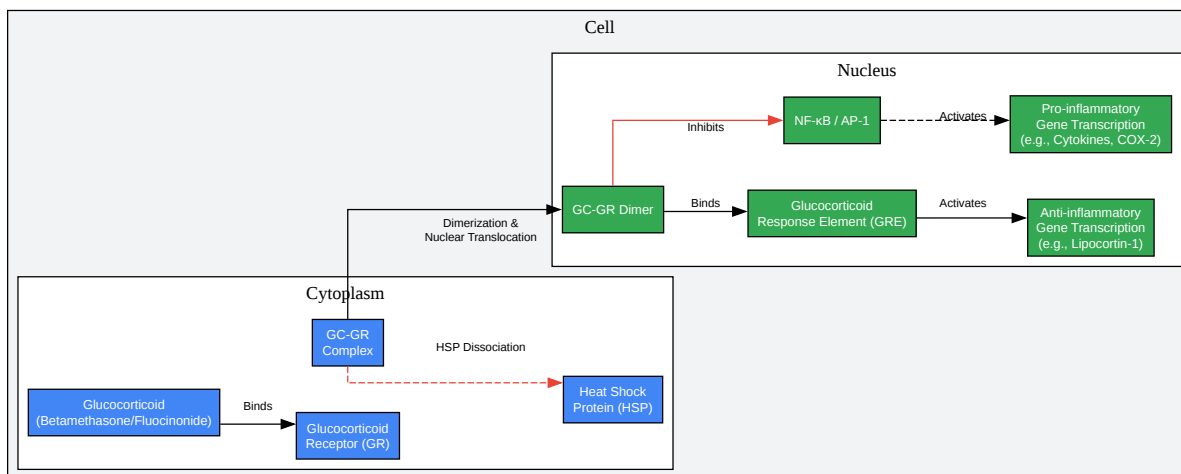 Cell
Nucleus
NF-κB / AP-1
Activates
Pro-inflammatory
Gene Transcription
(e.g., Cytokines, COX-2)
Inhibits
GC-GR Dimer
Binds
Glucocorticoid
Response Element (GRE)
Activates
Anti-inflammatory
Gene Transcription
(e.g., Lipocortin-1)
Dimerization &
Nuclear Translocation
Cytoplasm
GC-GR
Complex
HSP Dissociation
Heat Shock
Protein (HSP)
Glucocorticoid
(Betamethasone/Fluocinonide)
Binds
Glucocorticoid
Receptor (GR)